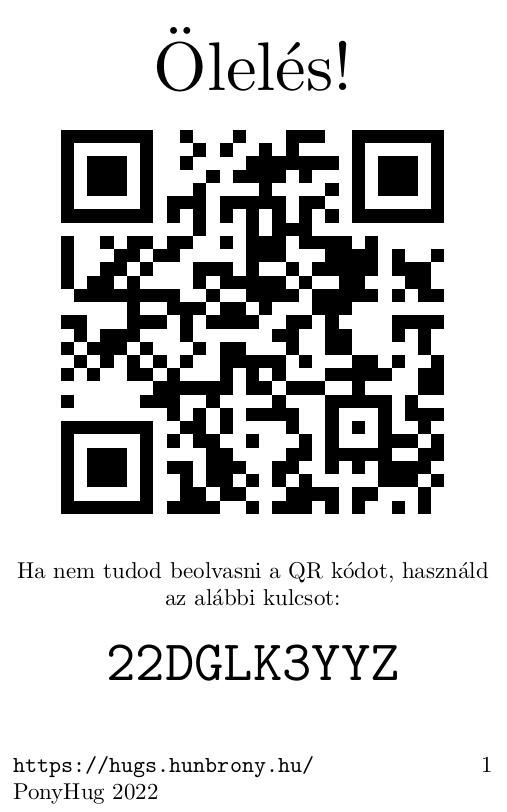 Ölelés!
Ha nem tudod beolvasni a QR kódot, használd
az alábbi kulcsot:
22DGLK3YYZ
https://hugs.hunbrony.hu/ 1
PonyHug 2022